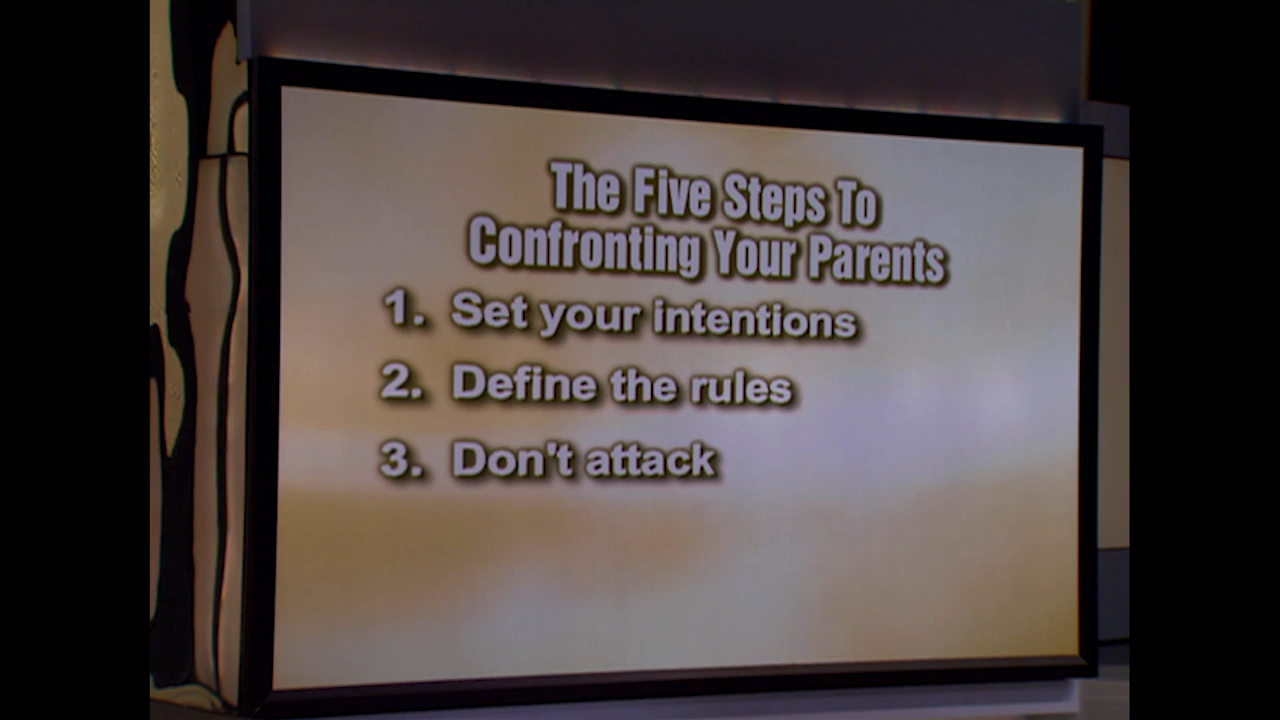 The Five Steps To
Confronting Your Parents
1. Set your intentions
2. Define the rules
3. Don't attack